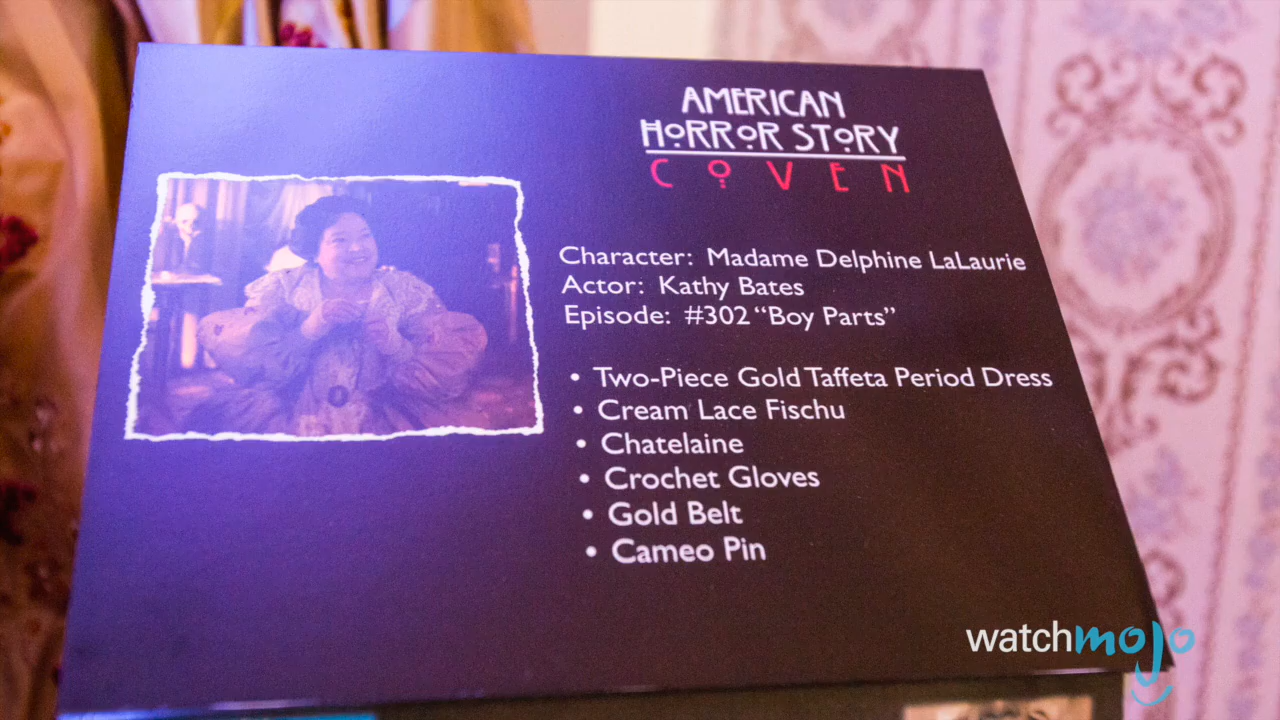 AMERICAN
HORROR STORY
COVEN
Character: Madame Delphine LaLaurie
Actor: Kathy Bates
Episode: #302 “Boy Parts”
• Two-Piece Gold Taffeta Period Dress
• Cream Lace Fischu
• Chatelaine
• Crochet Gloves
• Gold Belt
• Cameo Pin
watchmojo